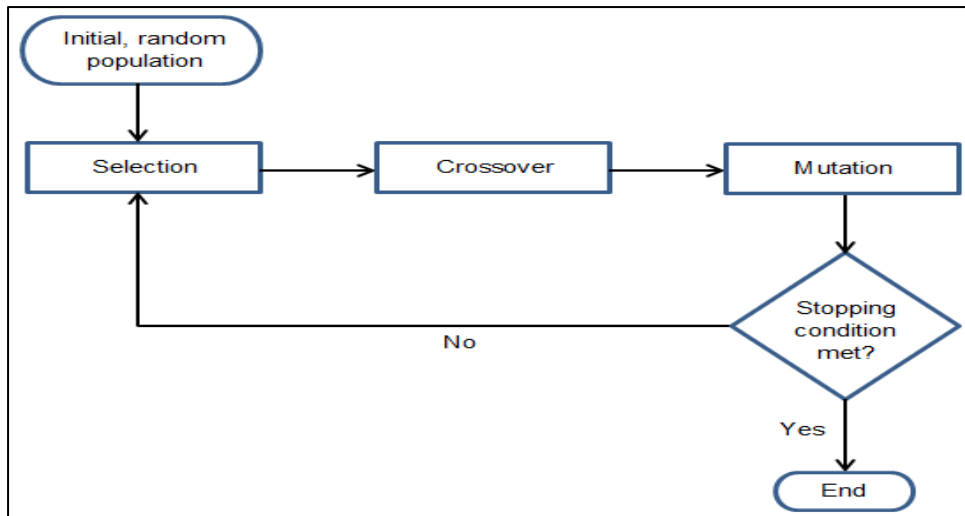 Initial, random
population
Selection
Crossover
Mutation
Stopping
condition
met?
No
Yes
End